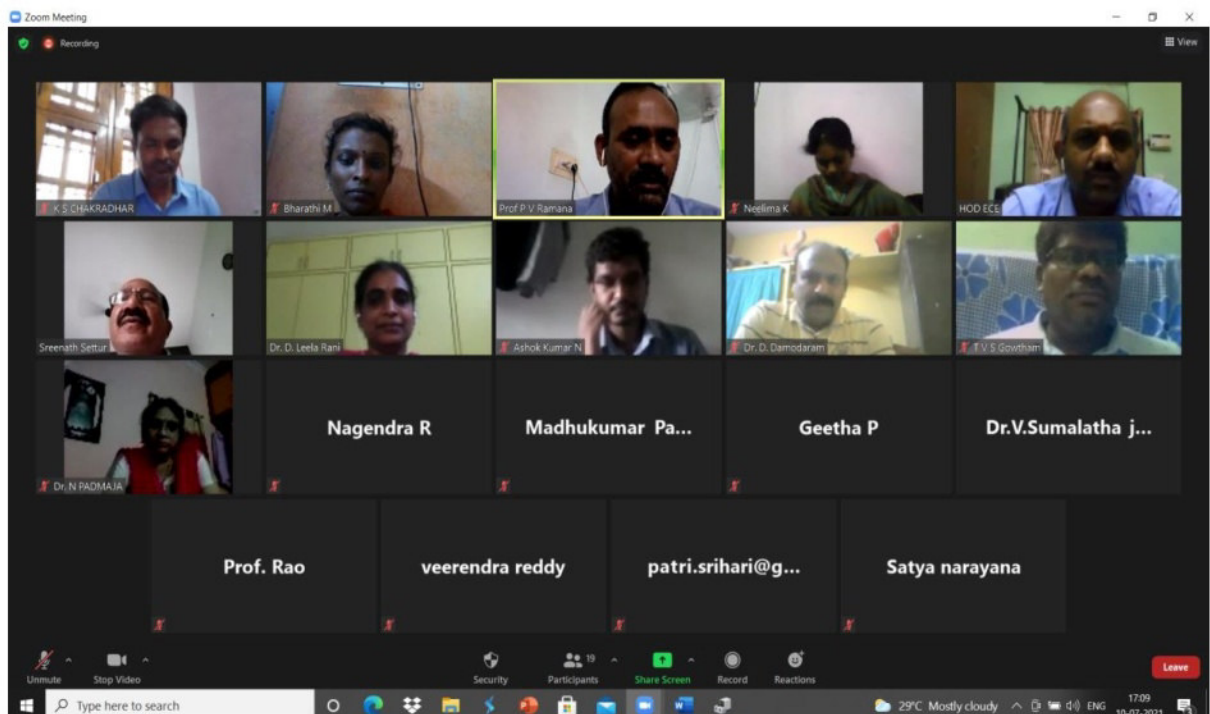 Zoom Meeting
Recording
View
K S CHAKRADHAR
Bharathi M
Prof P V Ramana
Neelima K
HOD ECE
Sreenath Settur
Dr. D. Leela Rani
Ashok Kumar N
Dr. D. Damodaram
T V S Gowtham
Dr. N PADMAJA
Nagendra R
Madhukumar Pa...
Geetha P
Dr.V.Sumalatha j...
Prof. Rao
veerendra reddy
patri.srihari@g...
Satya narayana
Unmute
Stop Video
Security
19
Participants
Share Screen
Record
Reactions
Leave
Type here to search
29°C Mostly cloudy
ENG
17:09
10-07-2021